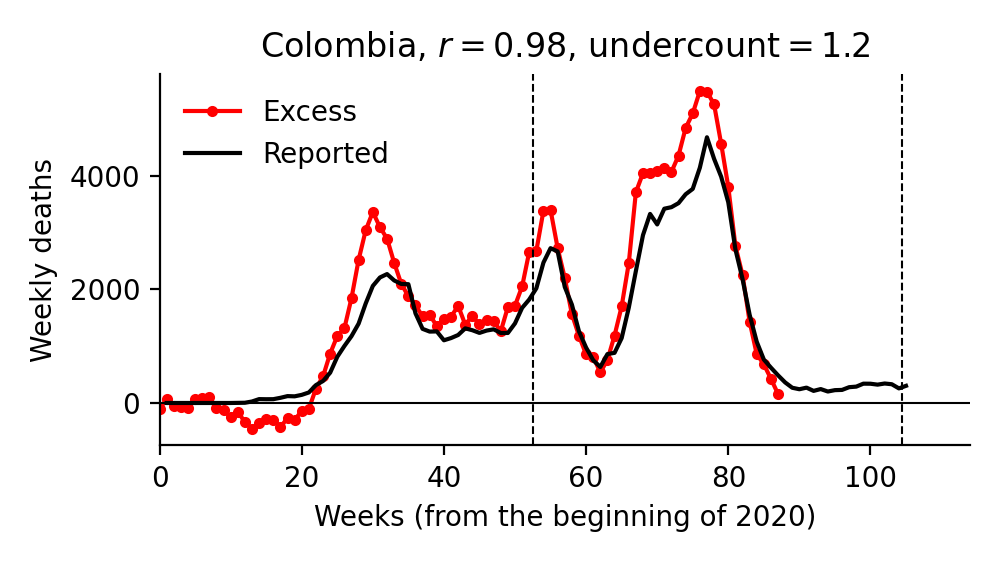 Colombia, r = 0.98, undercount = 1.2
Excess
Reported
Weekly deaths
4000
2000
0
0 20 40 60 80 100
Weeks (from the beginning of 2020)